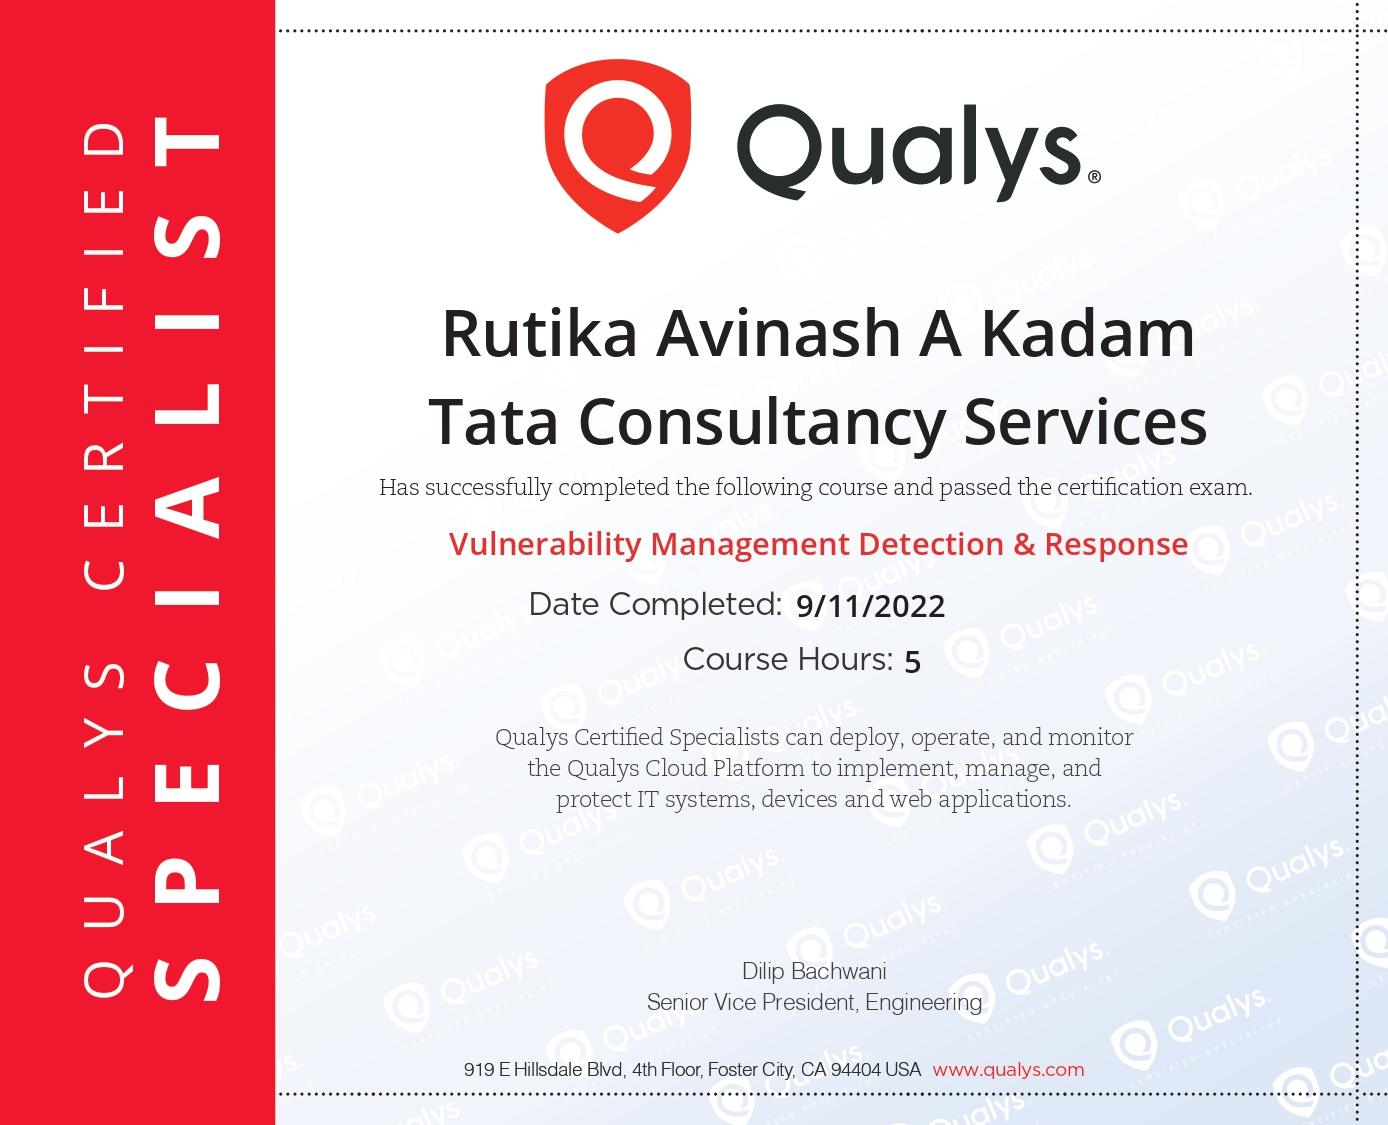 QUALYS CERTIFIED
SPECIALIST
Qualys®
Rutika Avinash A Kadam
Tata Consultancy Services
Has successfully completed the following course and passed the certification exam.
Vulnerability Management Detection & Response
Date Completed: 9/11/2022
Course Hours: 5
Qualys Certified Specialists can deploy, operate, and monitor
the Qualys Cloud Platform to implement, manage, and
protect IT systems, devices and web applications.
Dilip Bachwani
Senior Vice President, Engineering
919 E Hillsdale Blvd, 4th Floor, Foster City, CA 94404 USA www.qualys.com